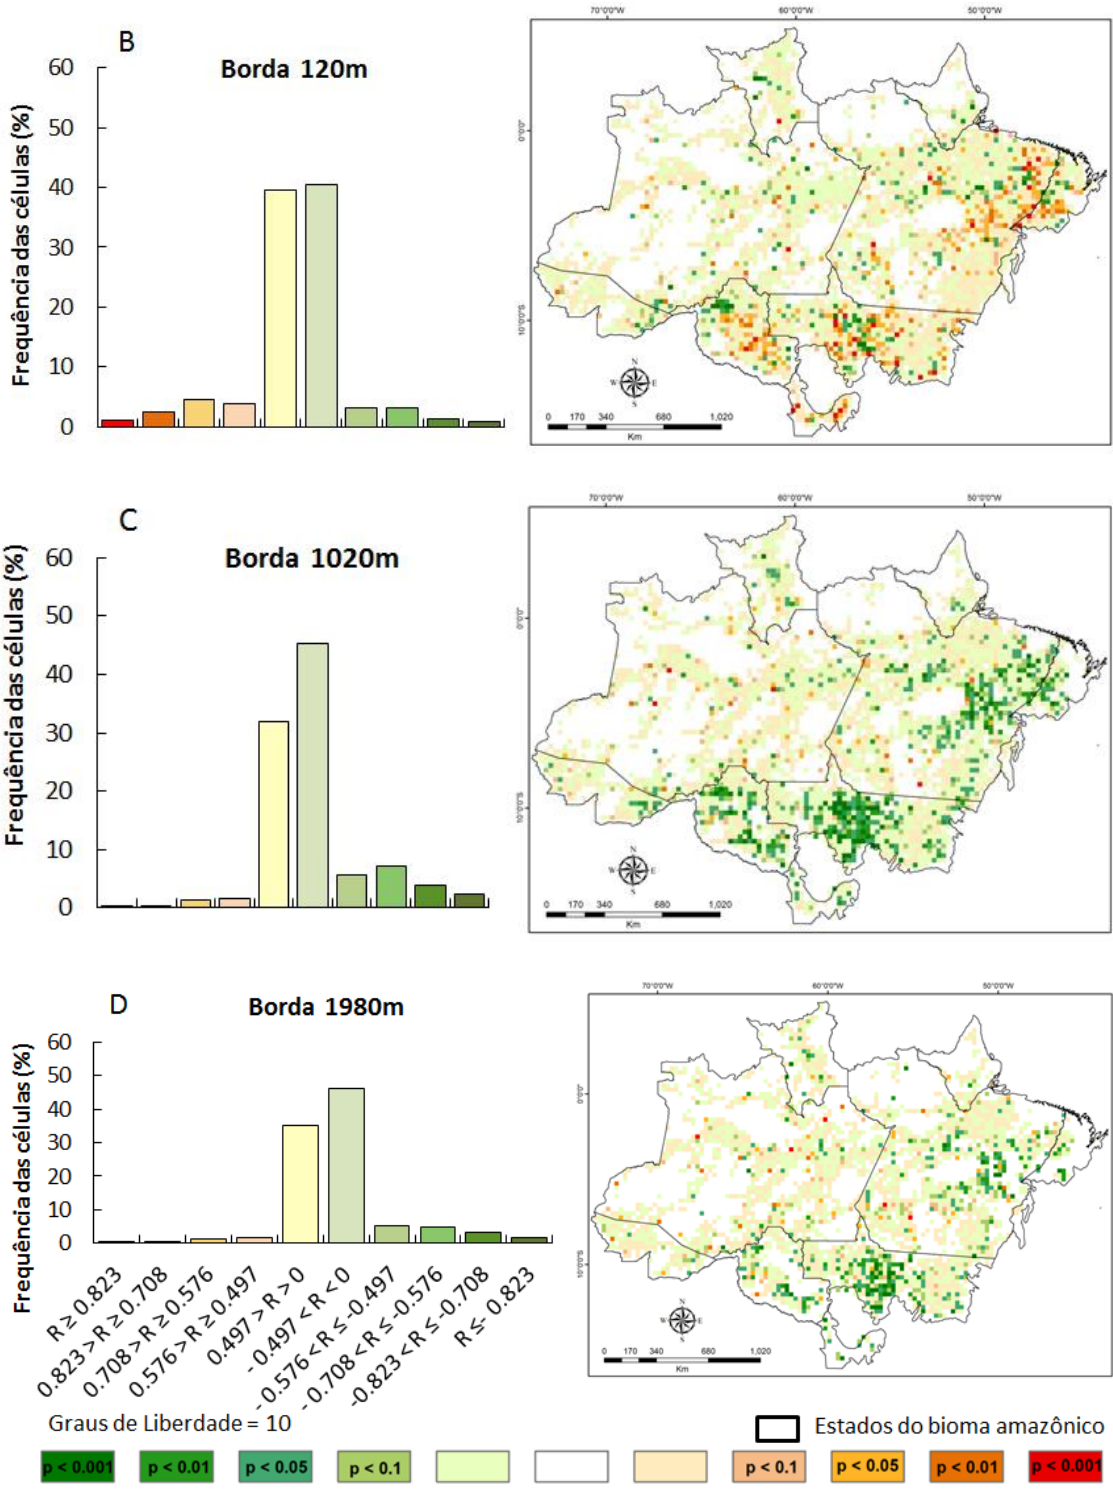 B
Borda 120m
Frequência das células (%)
60
50
40
30
20
10
0
70°0'0"W 60°0'0"W 50°0'0"W
0°0'0"
10°0'0"S
N
W E
S
0 170 340 680 1,020
Km
C
Borda 1020m
Frequência das células (%)
60
50
40
30
20
10
0
70°0'0"W 60°0'0"W 50°0'0"W
0°0'0"
10°0'0"S
N
W E
S
0 170 340 680 1,020
Km
D
Borda 1980m
Frequência das células (%)
60
50
40
30
20
10
0
R ≥ 0.823
0.823 > R ≥ 0.708
0.708 > R ≥ 0.576
0.576 > R ≥ 0.497
0.497 > R > 0
- 0.497 < R < 0
- 0.576 < R ≤ -0.497
- 0.708 < R ≤ -0.576
-0.823 < R ≤ -0.708
R ≤ -0.823
70°0'0"W 60°0'0"W 50°0'0"W
0°0'0"
10°0'0"S
N
W E
S
0 170 340 680 1,020
Km
Graus de Liberdade = 10
Estados do bioma amazônico
p < 0.001 p < 0.01 p < 0.05 p < 0.1 p < 0.1 p < 0.05 p < 0.01 p < 0.001